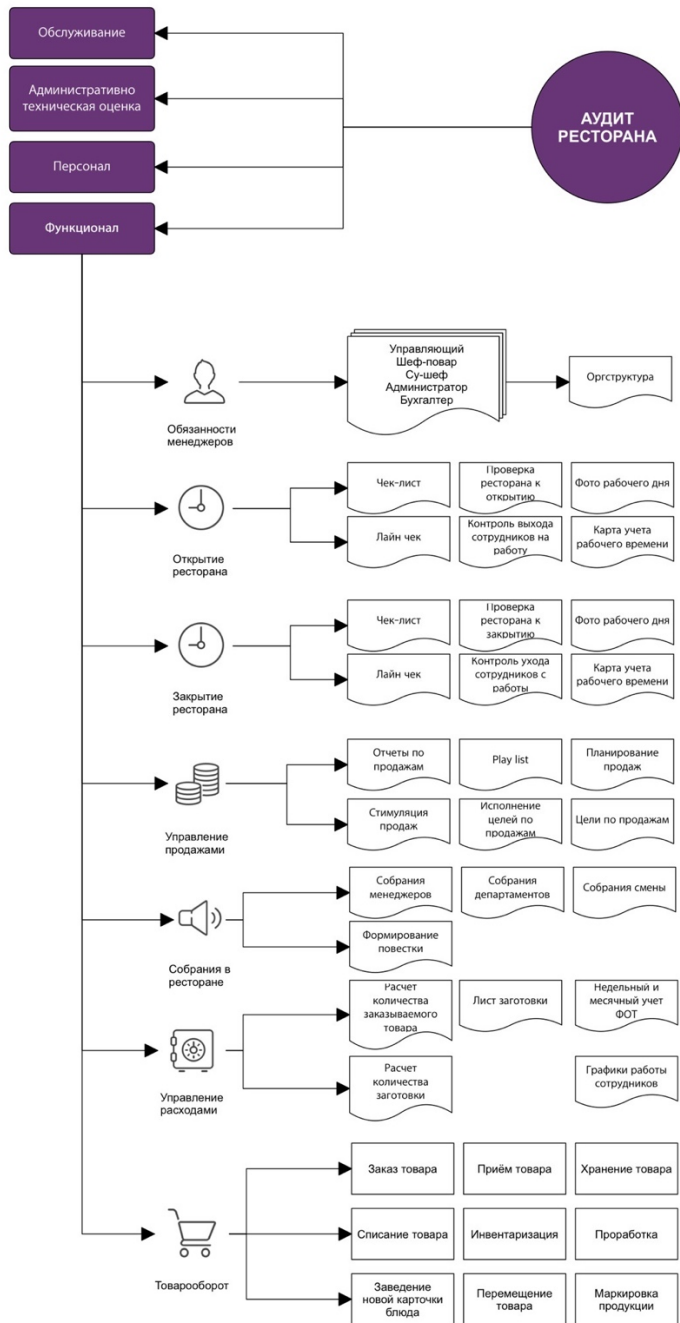 Обслуживание
АУДИТ
РЕСТОРАНА
Административно
техническая оценка
Персонал
Функционал
Обязанности
менеджеров
Управляющий
Шеф-повар
Су-шеф
Администратор
Бухгалтер
Оргструктура
Открытие
ресторана
Чек-лист
Проверка
ресторана к
открытию
Фото рабочего дня
Лайн чек
Контроль выхода
сотрудников на
работу
Карта учета
рабочего времени
Закрытие
ресторана
Чек-лист
Проверка
ресторана к
закрытию
Фото рабочего дня
Лайн чек
Контроль ухода
сотрудников с
работы
Карта учета
рабочего времени
Управление
продажами
Отчеты по
продажам
Play list
Планирование
продаж
Стимуляция
продаж
Исполнение
целей по
продажам
Цели по продажам
Собрания в
ресторане
Собрания
менеджеров
Собрания
департаментов
Собрания смены
Формирование
повестки
Управление
расходами
Расчет
количества
заказываемого
товара
Лист заготовки
Недельный и
месячный учет
ФОТ
Расчет
количества
заготовки
Графики работы
сотрудников
Товарооборот
Заказ товара
Приём товара
Хранение товара
Списание товара
Инвентаризация
Проработка
Заведение
новой карточки
блюда
Перемещение
товара
Маркировка
продукции